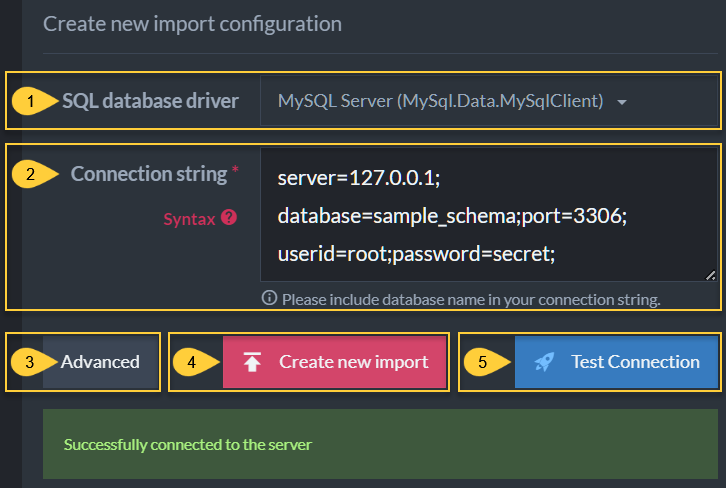 Create new import configuration
1 SQL database driver MySQL Server (MySql.Data.MySqlClient)
2 Connection string * server=127.0.0.1;
Syntax ? database=sample_schema;port=3306;
userid=root;password=secret;
Please include database name in your connection string.
3 Advanced 4 Create new import 5 Test Connection
Successfully connected to the server